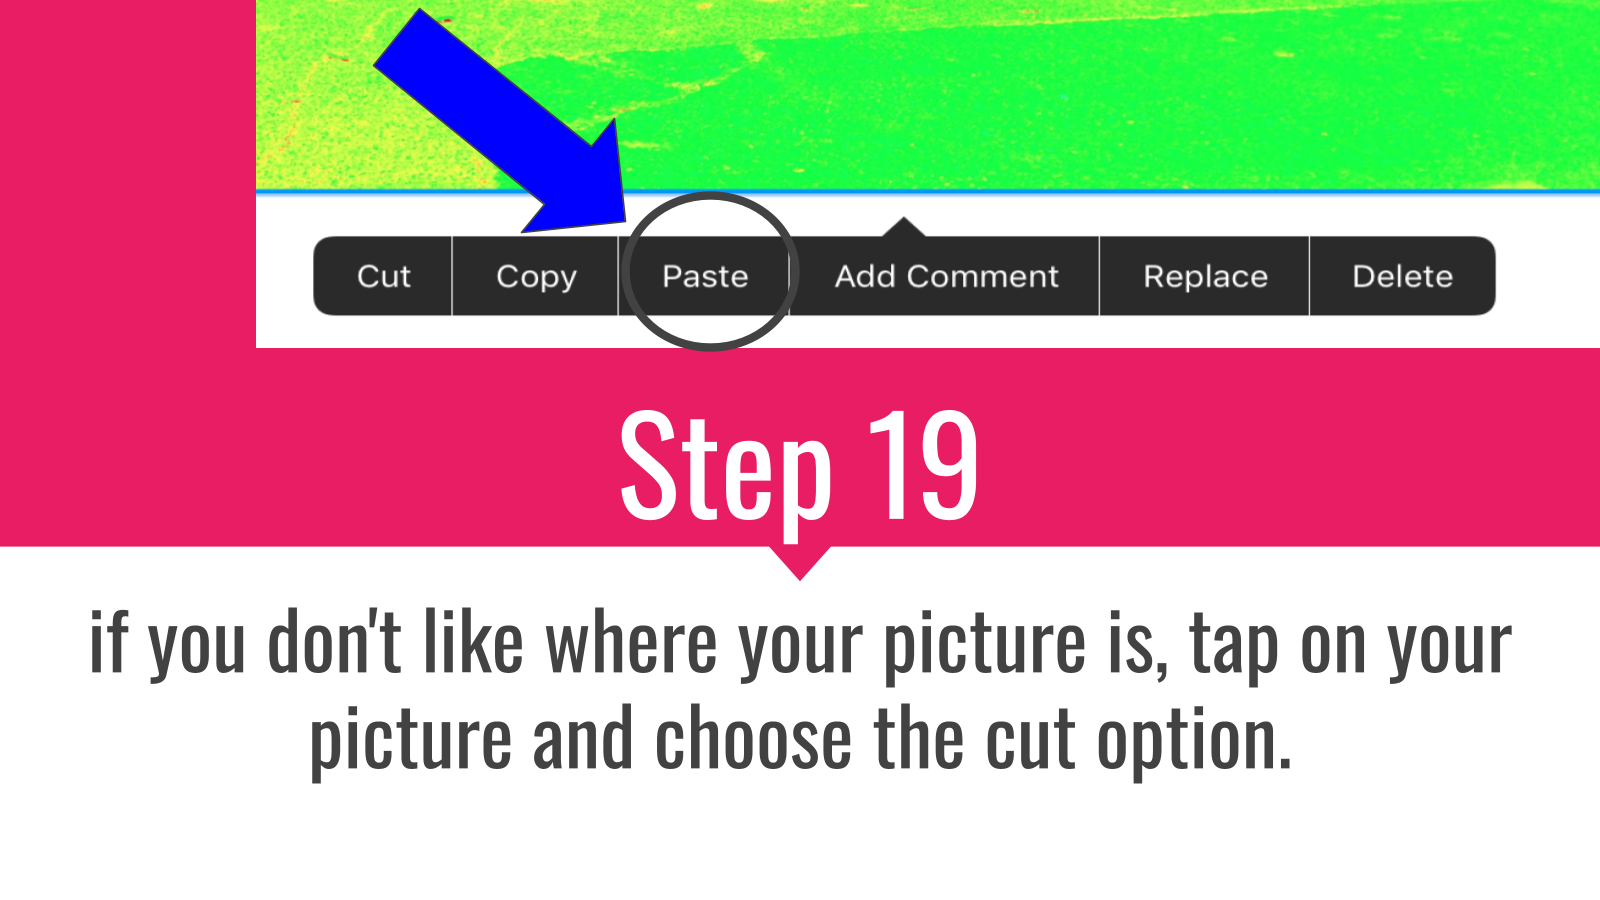 Cut Copy Paste Add Comment Replace Delete
Step 19
if you don't like where your picture is, tap on your
picture and choose the cut option.